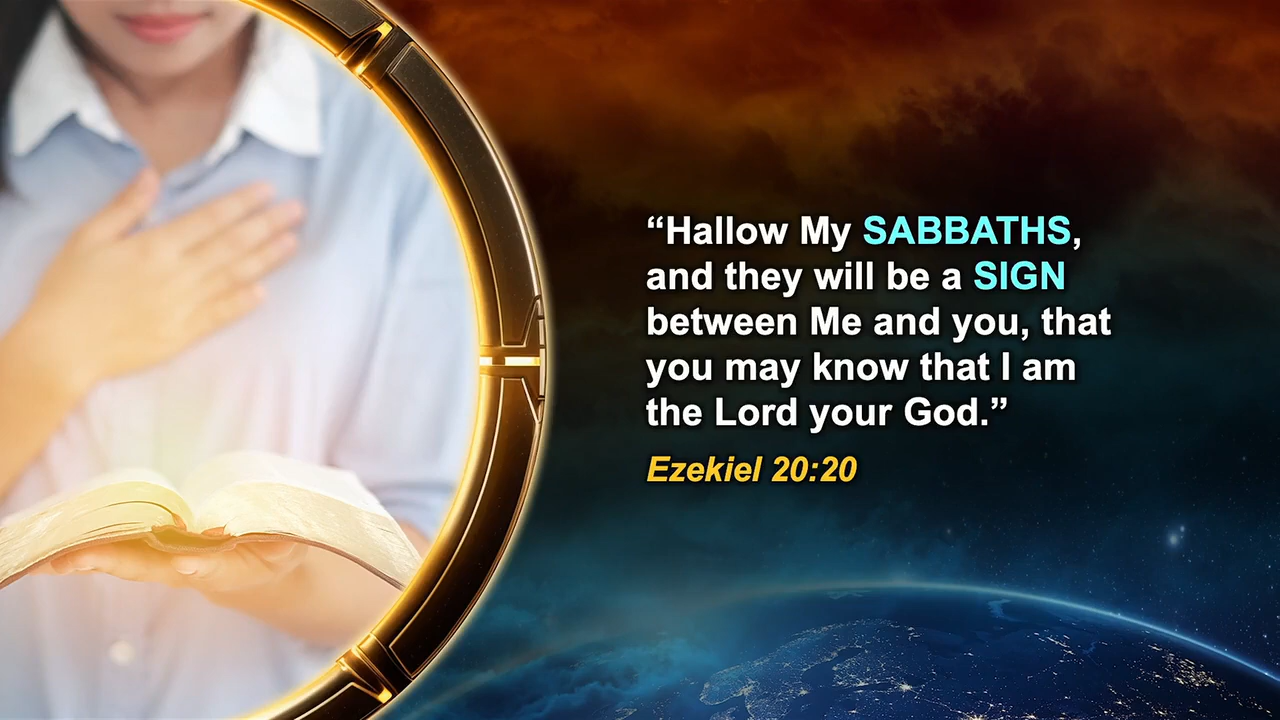 “Hallow My SABBATHS,
and they will be a SIGN
between Me and you, that
you may know that I am
the Lord your God.”
Ezekiel 20:20